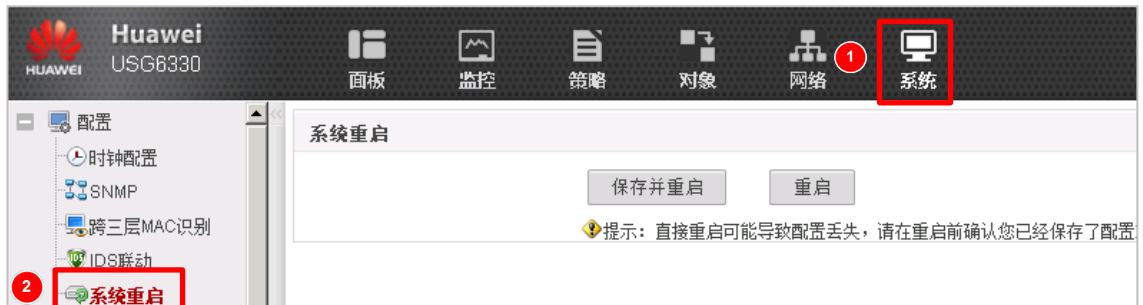 Huawei
USG6330
HUAWEI
面板
监控
策略
对象
网络
1
系统
配置
时钟配置
SNMP
跨三层MAC识别
IDS联动
2
系统重启
系统重启
保存并重启
重启
提示：直接重启可能导致配置丢失，请在重启前确认您已经保存了配置